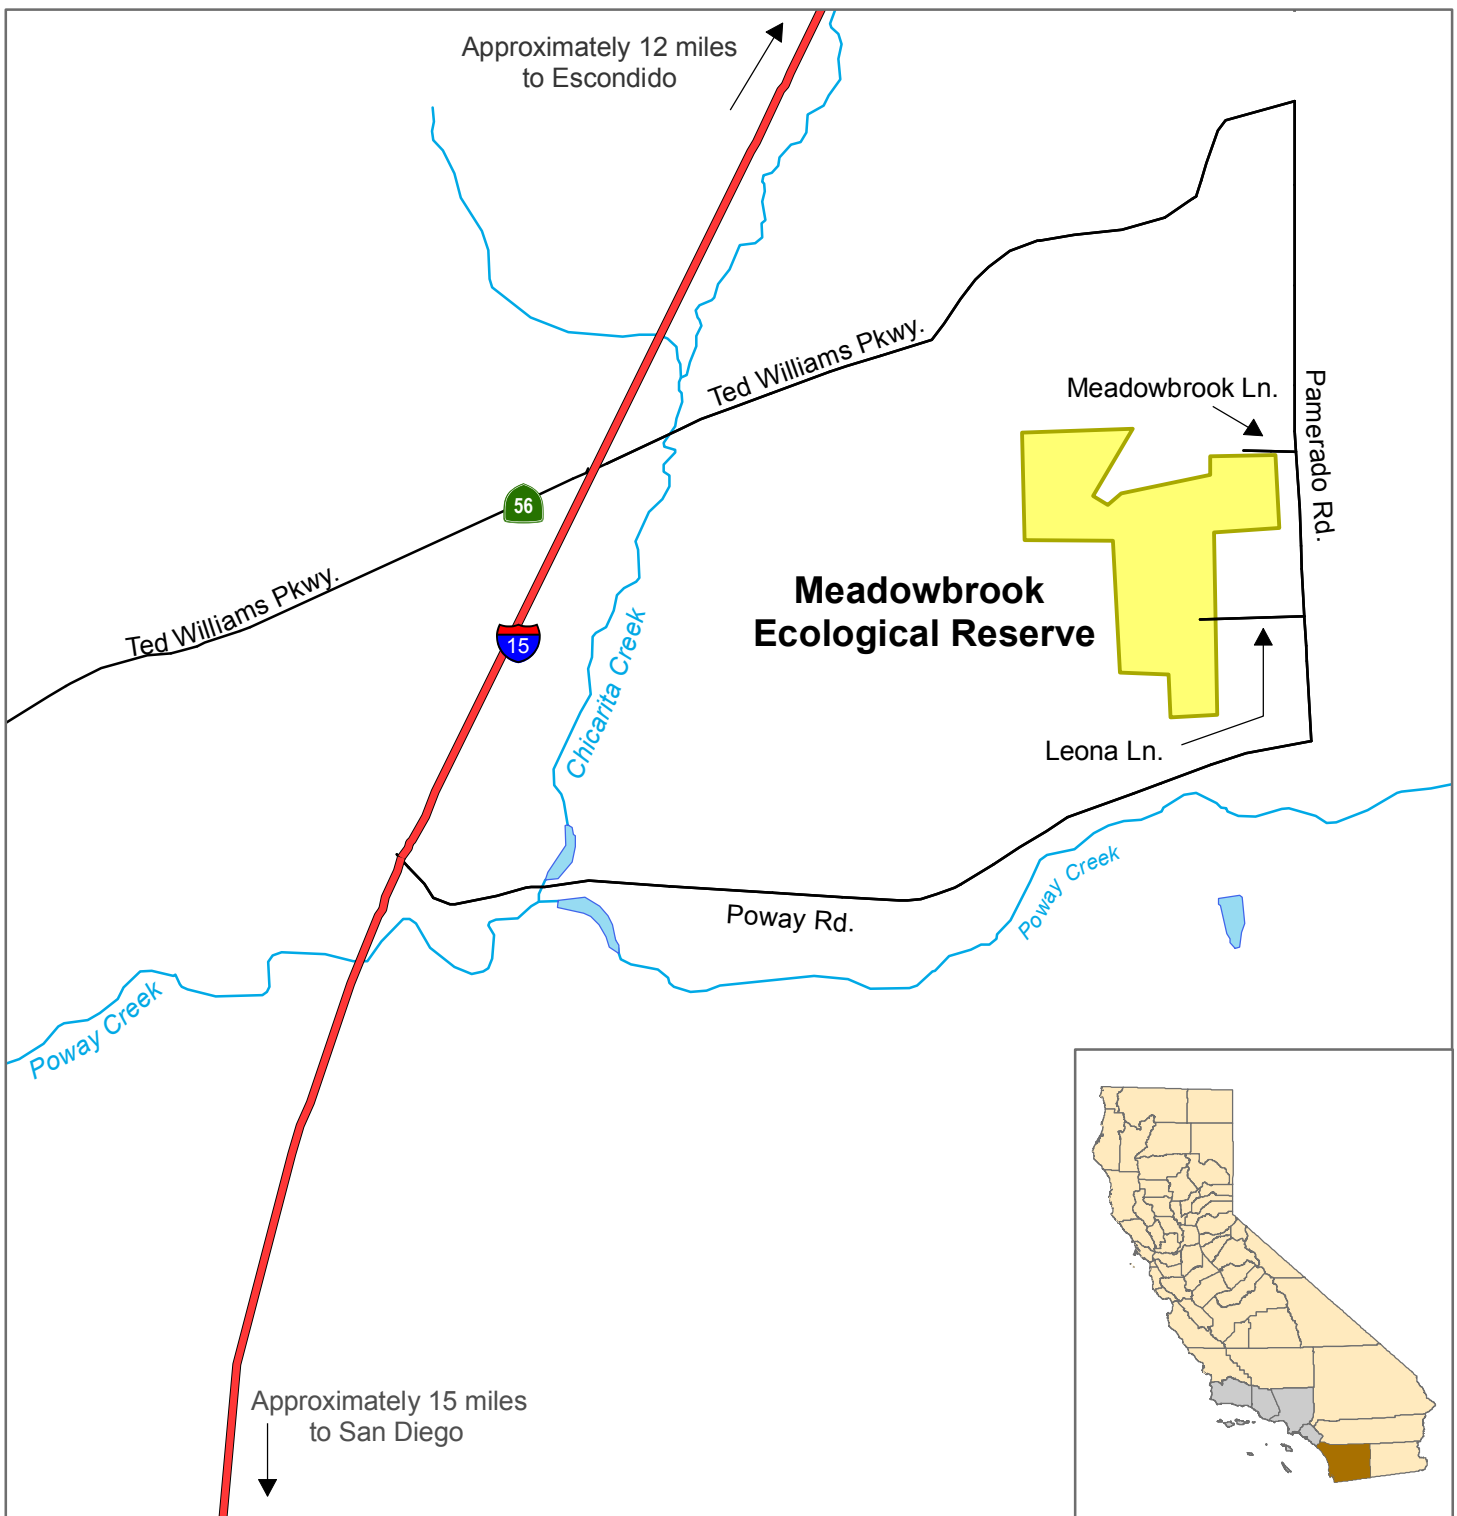 Approximately 12 miles
to Escondido
Ted Williams Pkwy.
Meadowbrook Ln.
Pamerado Rd.
56
Meadowbrook
Ecological Reserve
Ted Williams Pkwy.
15
Chicarita Creek
Leona Ln.
Poway Creek
Poway Rd.
Poway Creek
Approximately 15 miles
to San Diego